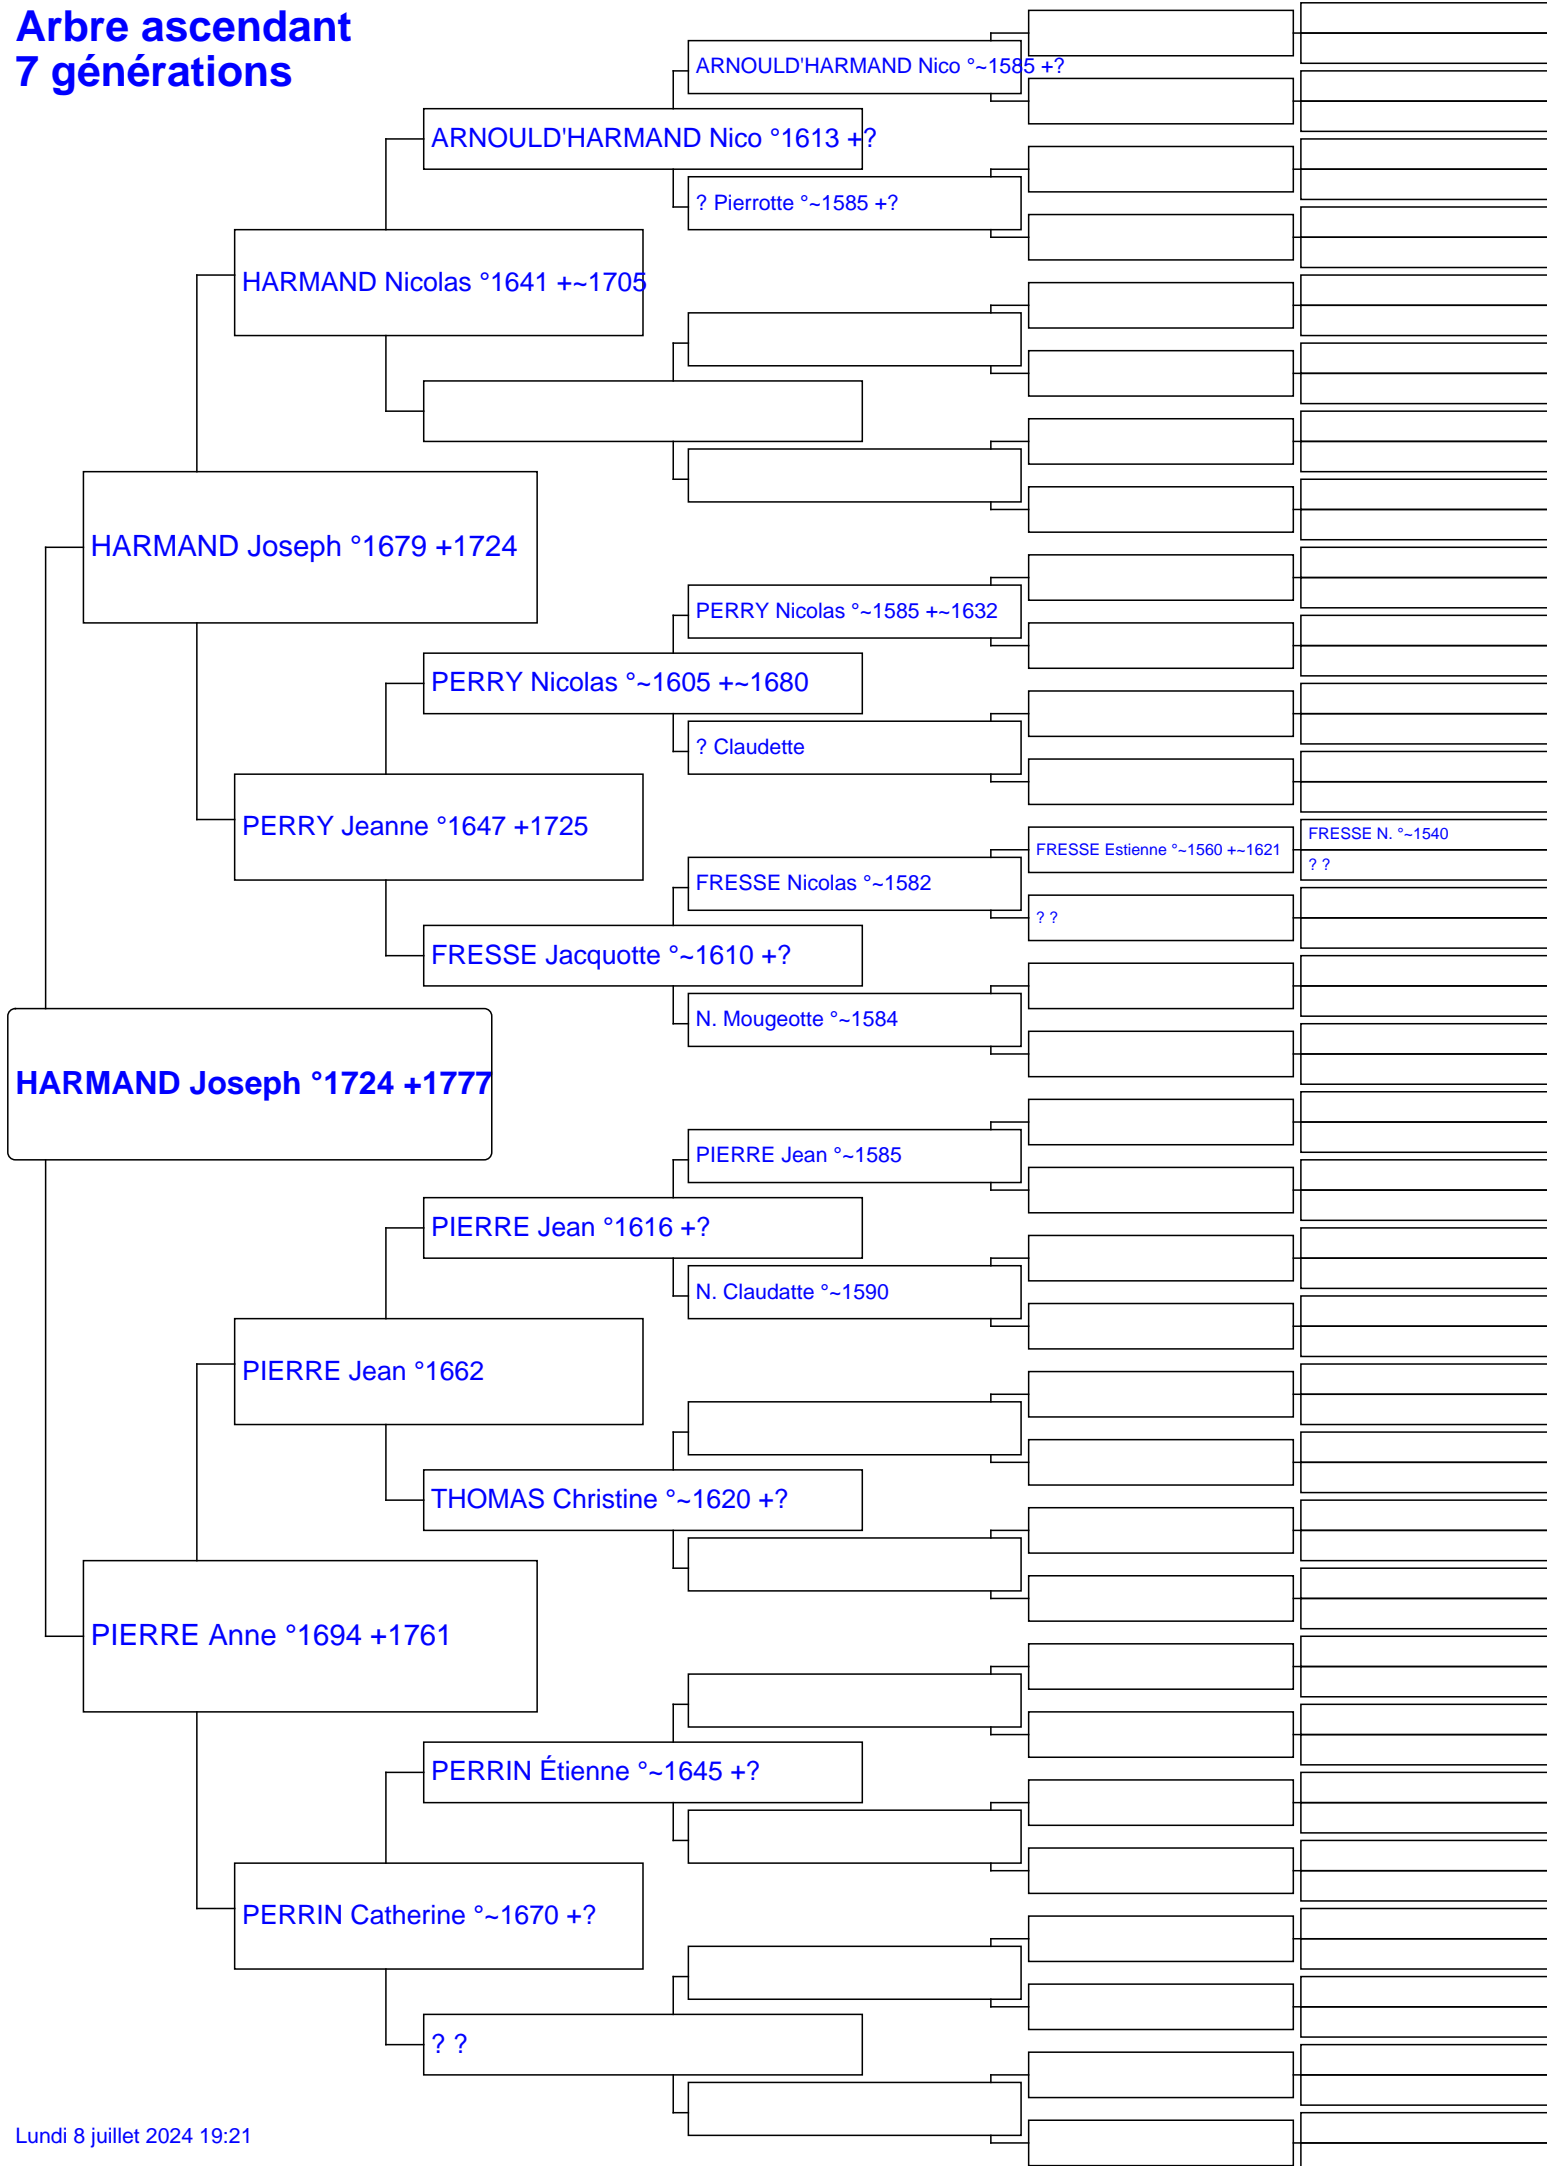 Arbre ascendant
7 générations
ARNOULD'HARMAND Nico °~1585 +?
ARNOULD'HARMAND Nico °1613 +?
? Pierrotte °~1585 +?
HARMAND Nicolas °1641 +~1705
HARMAND Joseph °1679 +1724
PERRY Nicolas °~1585 +~1632
PERRY Nicolas °~1605 +~1680
? Claudette
PERRY Jeanne °1647 +1725
FRESSE N. °~1540
FRESSE Estienne °~1560 +~1621
? ?
FRESSE Nicolas °~1582
? ?
FRESSE Jacquotte °~1610 +?
N. Mougeotte °~1584
HARMAND Joseph °1724 +1777
PIERRE Jean °~1585
PIERRE Jean °1616 +?
N. Claudatte °~1590
PIERRE Jean °1662
THOMAS Christine °~1620 +?
PIERRE Anne °1694 +1761
PERRIN Étienne °~1645 +?
PERRIN Catherine °~1670 +?
? ?
Lundi 8 juillet 2024 19:21